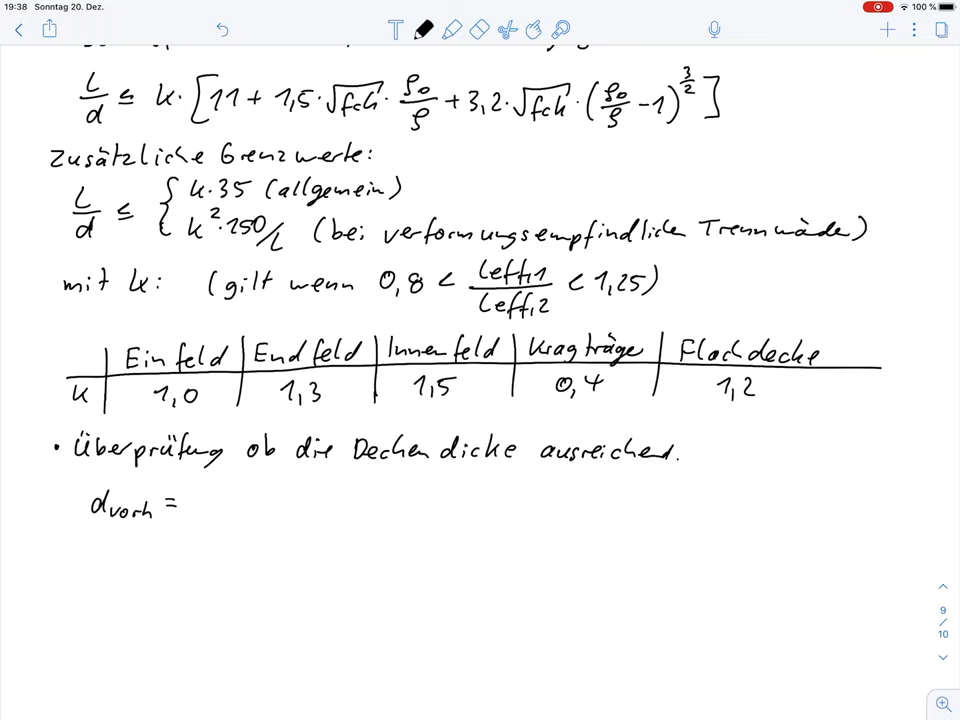 19:38 Sonntag 20. Dez.
100 %
L/d ≤ k · [11 + 1,5 · √fck · ρ0/ρ + 3,2 · √fck · (ρ0/ρ − 1)^3/2]
Zusätzliche Grenzwerte:
L/d ≤ { k · 35 (allgemein)
k² · 150/L (bei verformungsempfindlichen Trennwänden)
mit k: (gilt wenn 0,8 < leff,1/leff,2 < 1,25)
Einfeld | Endfeld | Innenfeld | Kragträge | Flachdecke
k | 1,0 | 1,3 | 1,5 | 0,4 | 1,2
• Überprüfung ob die Deckendicke ausreichend.
dvorh =
9
/
10